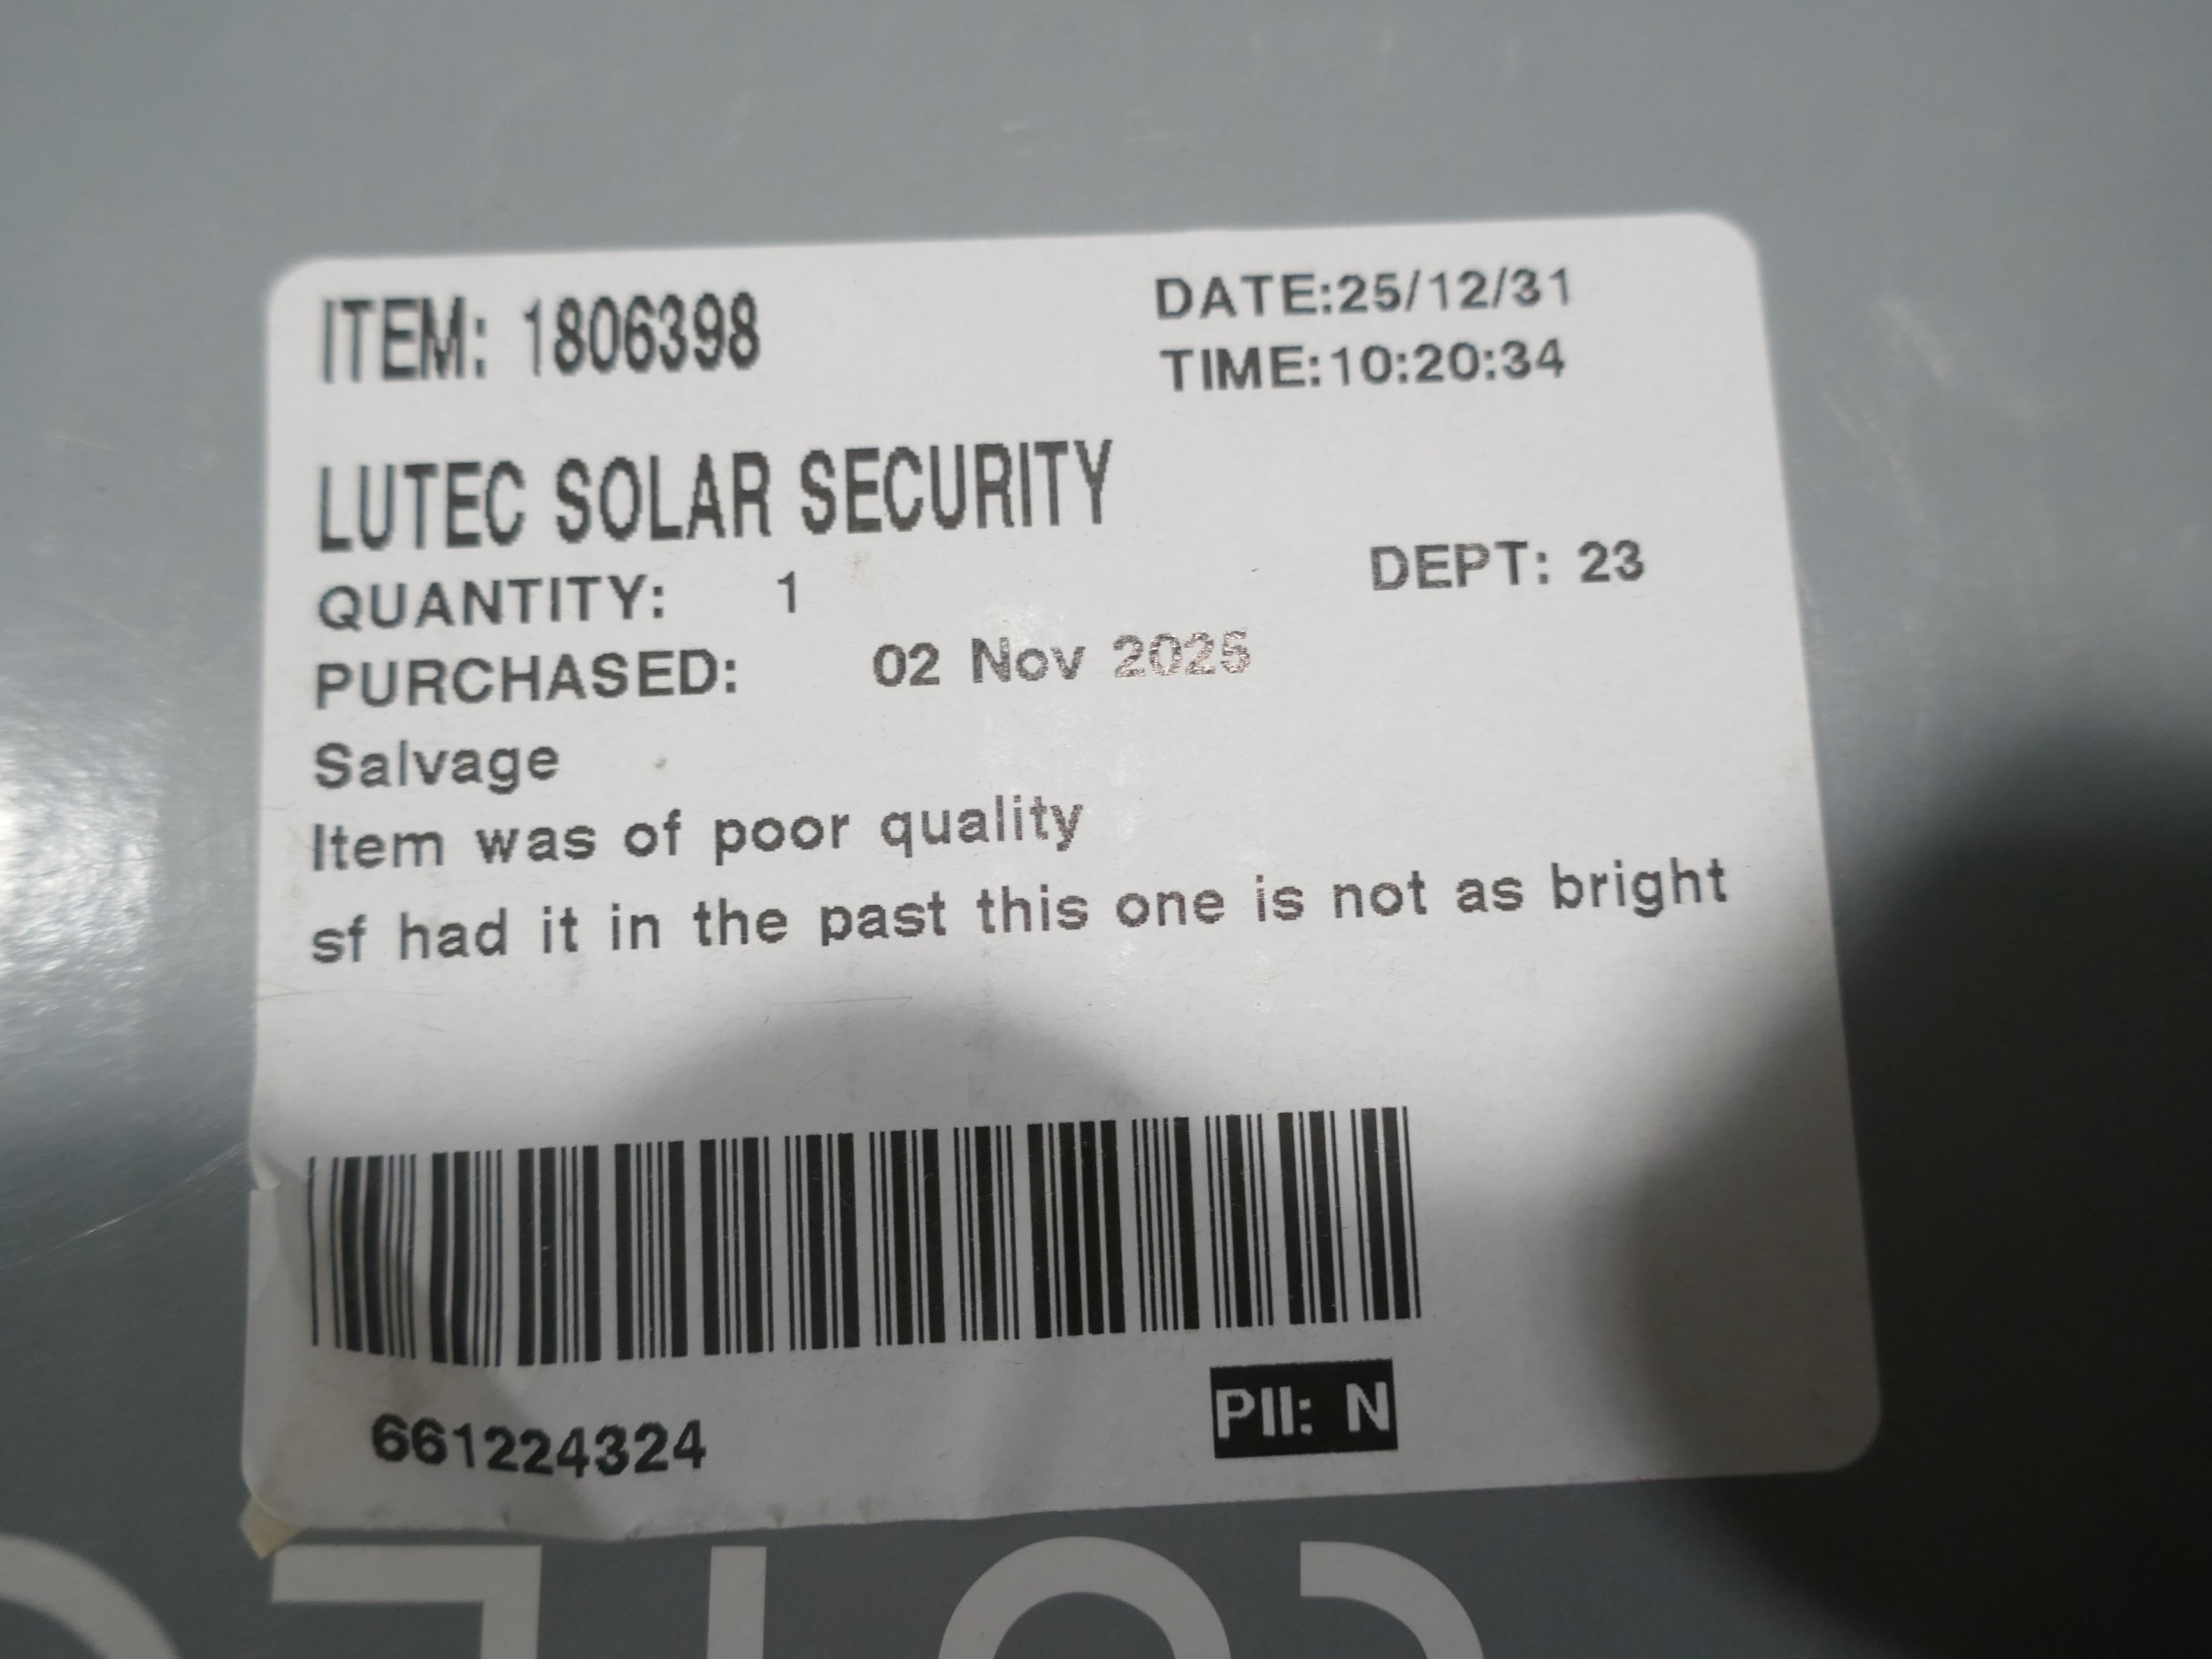 ITEM: 1806398
DATE:25/12/31
TIME:10:20:34
LUTEC SOLAR SECURITY
QUANTITY: 1
DEPT: 23
PURCHASED: 02 Nov 2025
Salvage
Item was of poor quality
sf had it in the past this one is not as bright
661224324
PII: N